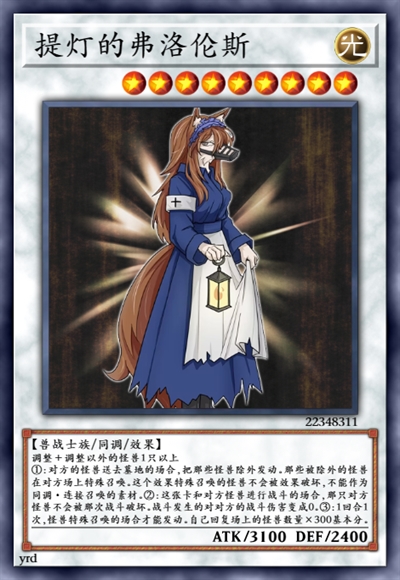 提灯的弗洛伦斯
光
22348311
【兽战士族/同调/效果】
调整＋调整以外的怪兽1只以上
①：对方的怪兽送去墓地的场合，把那些怪兽除外发动。那些被除外的怪兽
在对方场上特殊召唤。这个效果特殊召唤的怪兽不会被效果破坏，不能作为
同调·连接召唤的素材。②：这张卡和对方怪兽进行战斗的场合，那只对方
怪兽不会被那次战斗破坏。战斗发生的对对方的战斗伤害变成0。③：1回合1
次，怪兽特殊召唤的场合才能发动。自己回复场上的怪兽数量×300基本分。
ATK/3100 DEF/2400
yrd